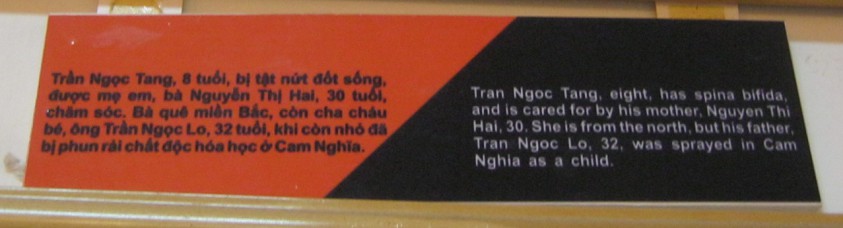 Trần Ngọc Tang, 8 tuổi, bị tật nứt đốt sống,
được mẹ em, bà Nguyễn Thị Hai, 30 tuổi,
chăm sóc. Bà quê miền Bắc, còn cha cháu
bé, ông Trần Ngọc Lo, 32 tuổi, khi còn nhỏ đã
bị phun rải chất độc hóa học ở Cam Nghĩa.
Tran Ngoc Tang, eight, has spina bifida,
and is cared for by his mother, Nguyen Thi
Hai, 30. She is from the north, but his father,
Tran Ngoc Lo, 32, was sprayed in Cam
Nghia as a child.